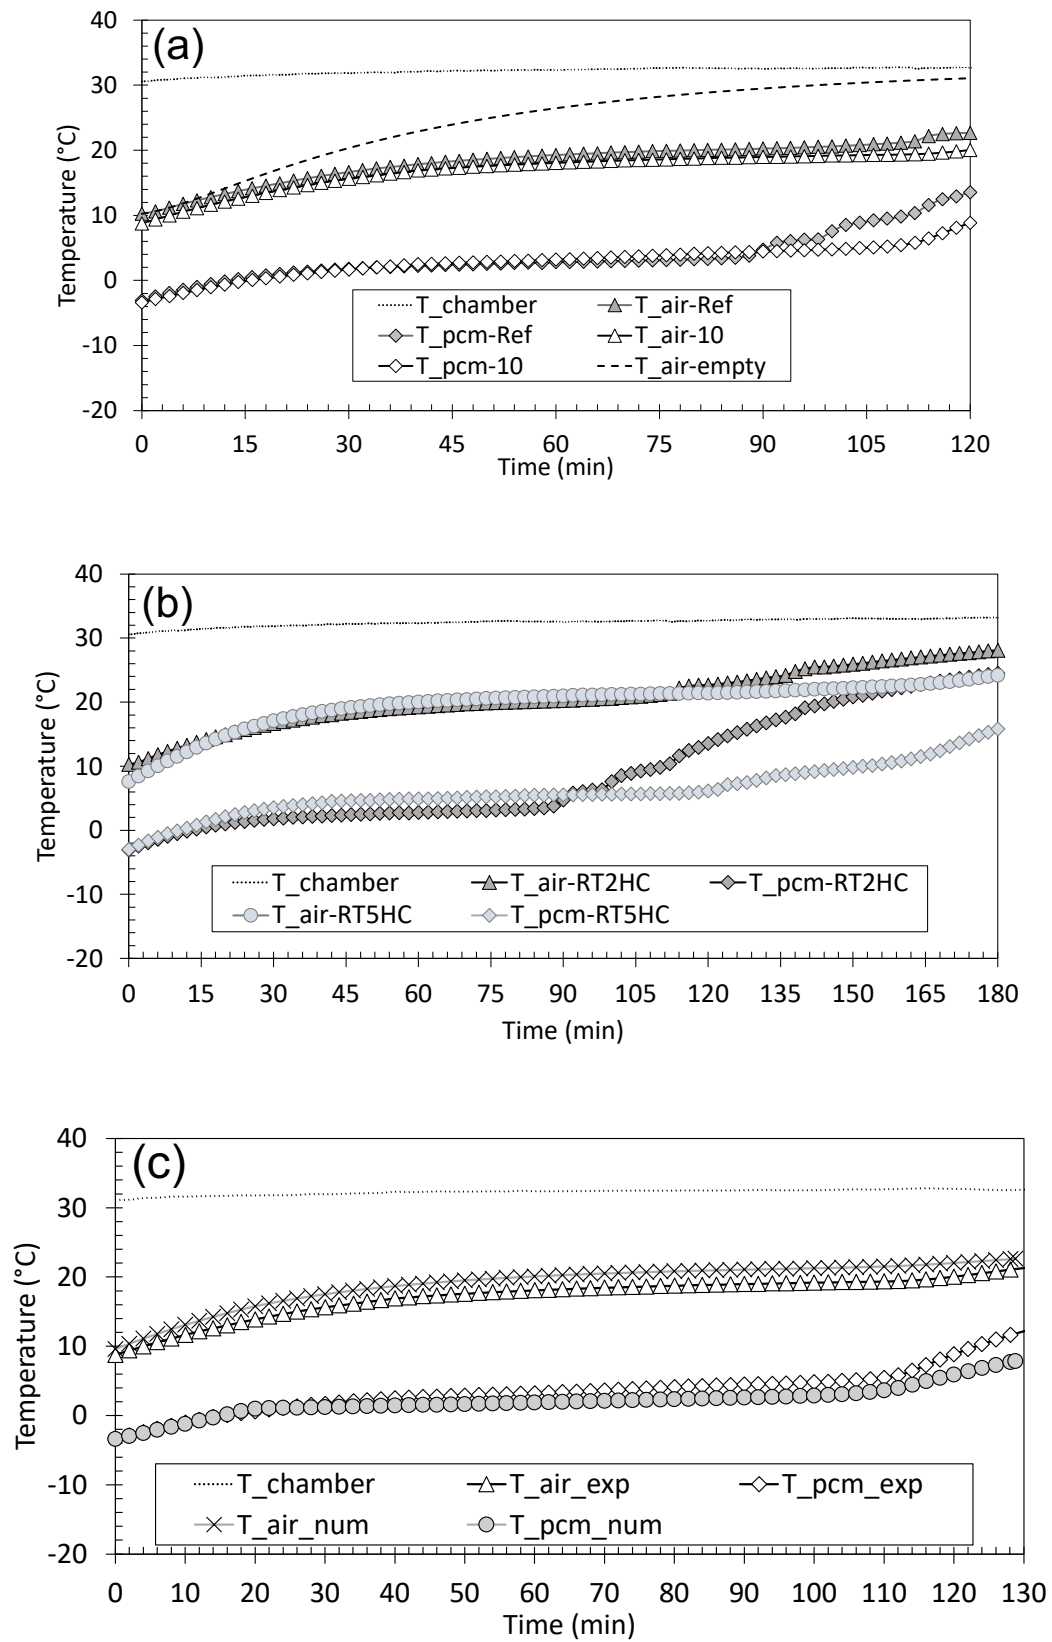 (a)
Temperature (°C)
40
30
20
10
0
-10
-20
T_chamber T_air-Ref
T_pcm-Ref T_air-10
T_pcm-10 T_air-empty
0 15 30 45 60 75 90 105 120
Time (min)
(b)
Temperature (°C)
40
30
20
10
0
-10
-20
T_chamber T_air-RT2HC T_pcm-RT2HC
T_air-RT5HC T_pcm-RT5HC
0 15 30 45 60 75 90 105 120 135 150 165 180
Time (min)
(c)
Temperature (°C)
40
30
20
10
0
-10
-20
T_chamber T_air_exp T_pcm_exp
T_air_num T_pcm_num
0 10 20 30 40 50 60 70 80 90 100 110 120 130
Time (min)